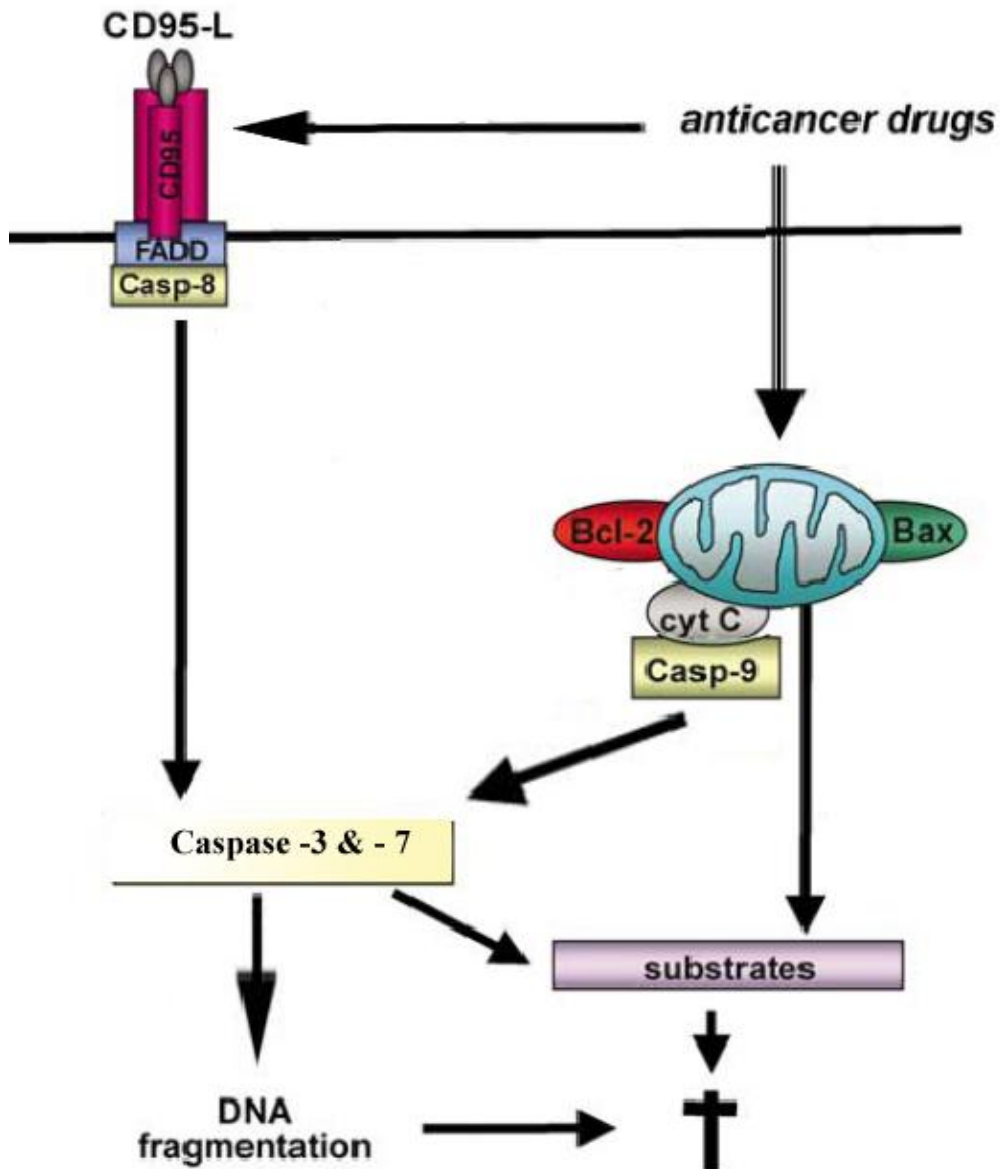 CD95-L
anticancer drugs
CD95
FADD
Casp-8
Bcl-2
Bax
cyt C
Casp-9
Caspase -3 & - 7
substrates
DNA
fragmentation